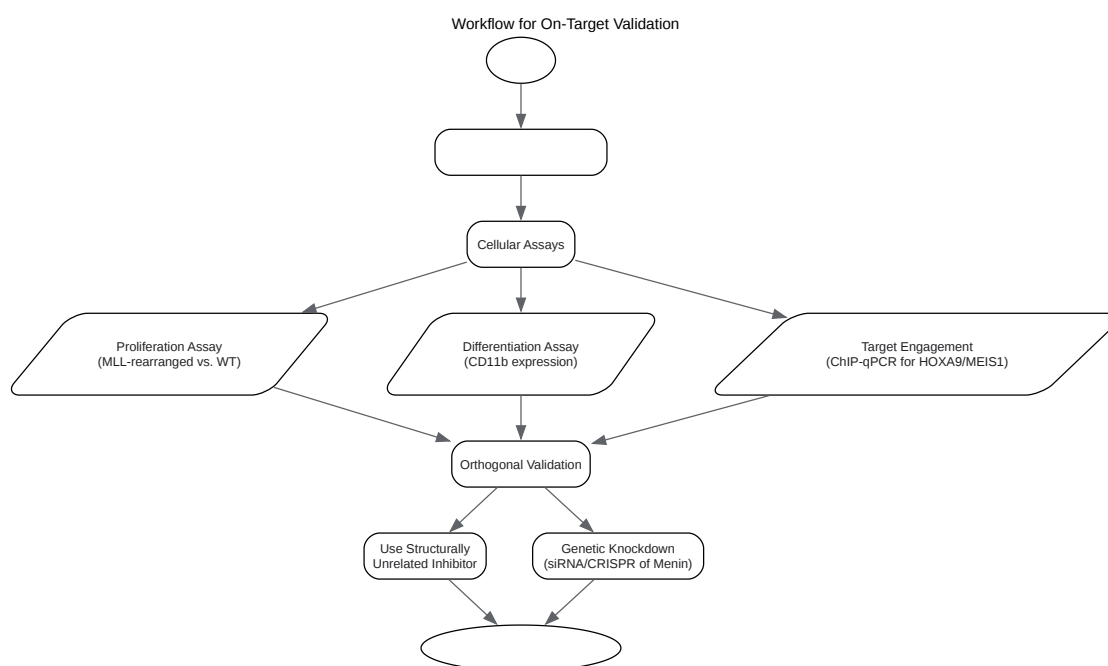 Workflow for On-Target Validation
Cellular Assays
Proliferation Assay
(MLL-rearranged vs. WT)
Differentiation Assay
(CD11b expression)
Target Engagement
(ChIP-qPCR for HOXA9/MEIS1)
Orthogonal Validation
Use Structurally
Unrelated Inhibitor
Genetic Knockdown
(siRNA/CRISPR of Menin)